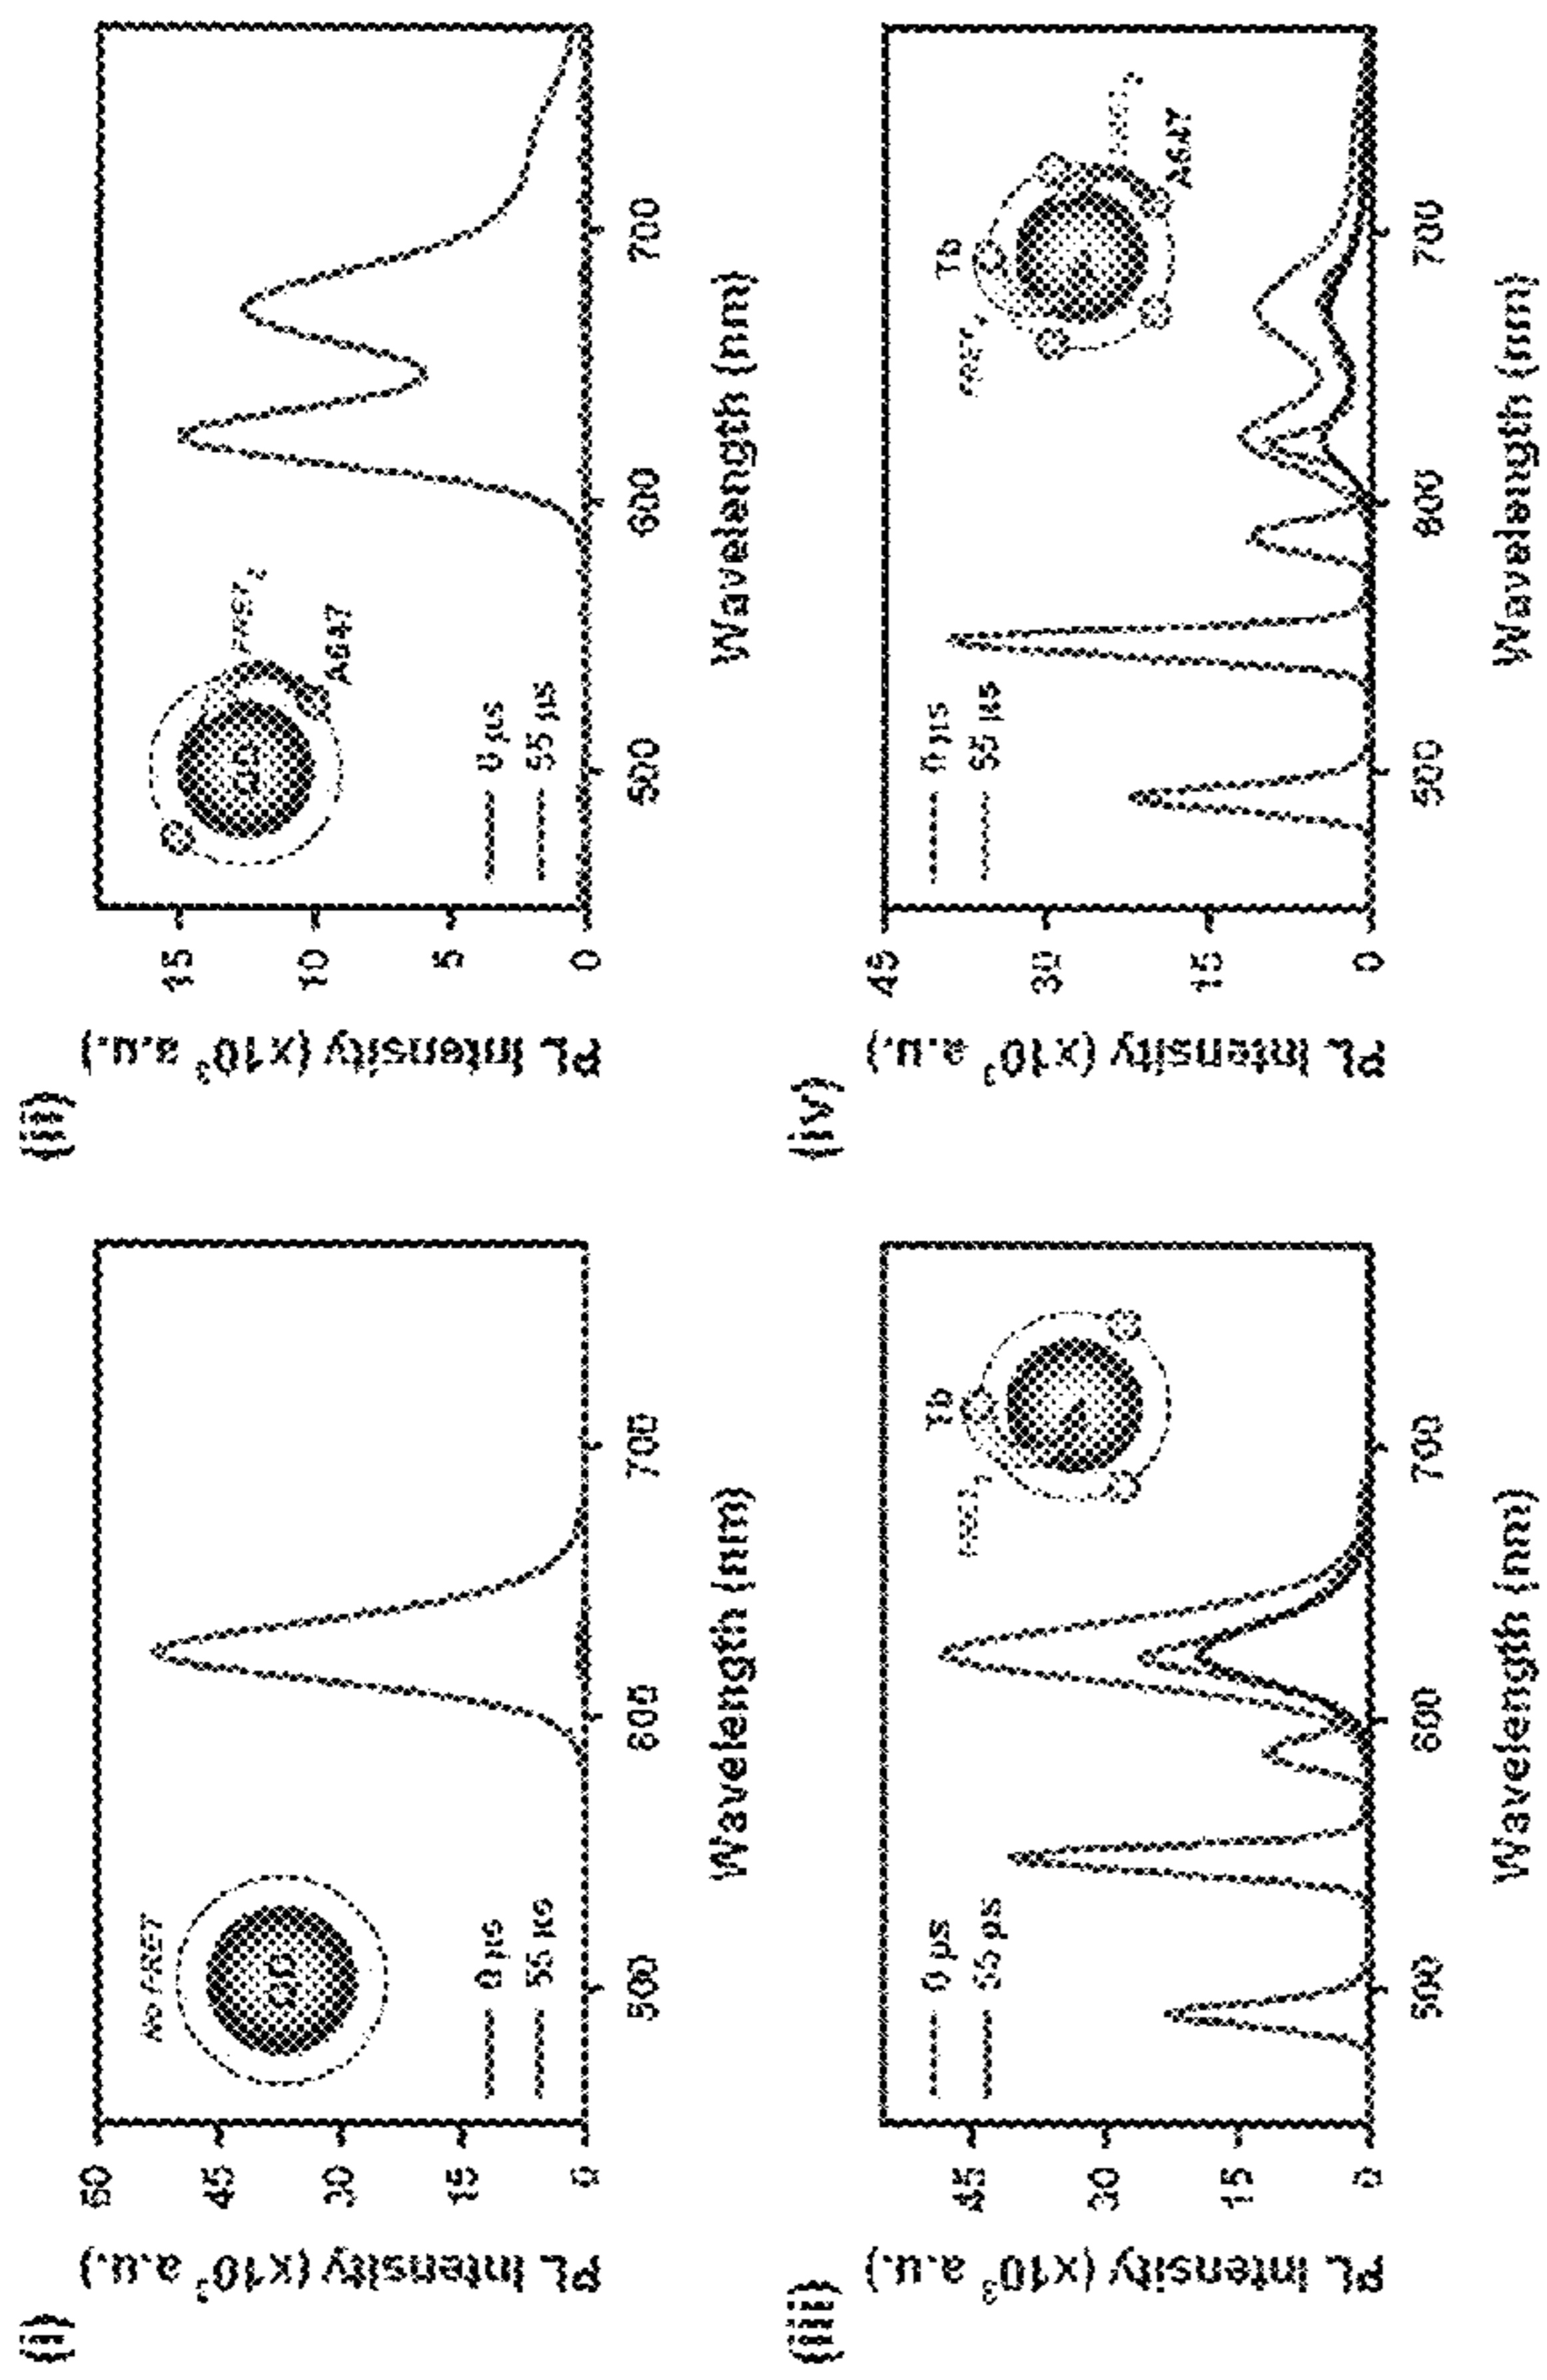 (i)
PL Intensity (x10³ a.u.)
60
45
30
15
0
No FRET
QD
0 µs
55 µs
500
600
700
Wavelength (nm)
(ii)
PL Intensity (x10³ a.u.)
15
10
5
0
QD
FRET₂
A647
0 µs
55 µs
500
600
700
Wavelength (nm)
(iii)
PL Intensity (x10³ a.u.)
45
30
15
0
0 µs
55 µs
Tb
FRET₁
500
600
700
Wavelength (nm)
(iv)
PL Intensity (x10³ a.u.)
45
30
15
0
0 µs
55 µs
Tb
FRET₁
FRET₂
A647
500
600
700
Wavelength (nm)